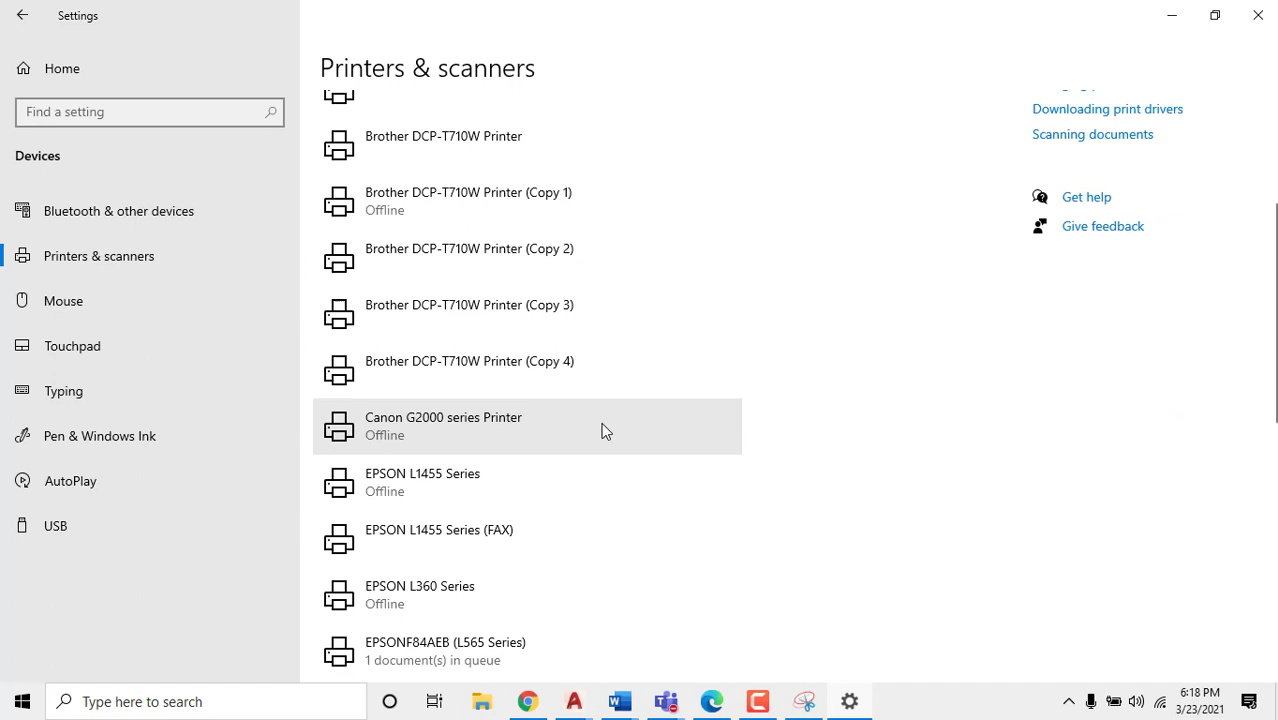 Settings
Home
Find a setting
Devices
Bluetooth & other devices
Printers & scanners
Mouse
Touchpad
Typing
Pen & Windows Ink
AutoPlay
USB
Printers & scanners
Brother DCP-T710W Printer
Brother DCP-T710W Printer (Copy 1)
Offline
Brother DCP-T710W Printer (Copy 2)
Brother DCP-T710W Printer (Copy 3)
Brother DCP-T710W Printer (Copy 4)
Canon G2000 series Printer
Offline
EPSON L1455 Series
Offline
EPSON L1455 Series (FAX)
EPSON L360 Series
Offline
EPSONF84AEB (L565 Series)
1 document(s) in queue
Downloading print drivers
Scanning documents
Get help
Give feedback
Type here to search
6:18 PM
3/23/2021